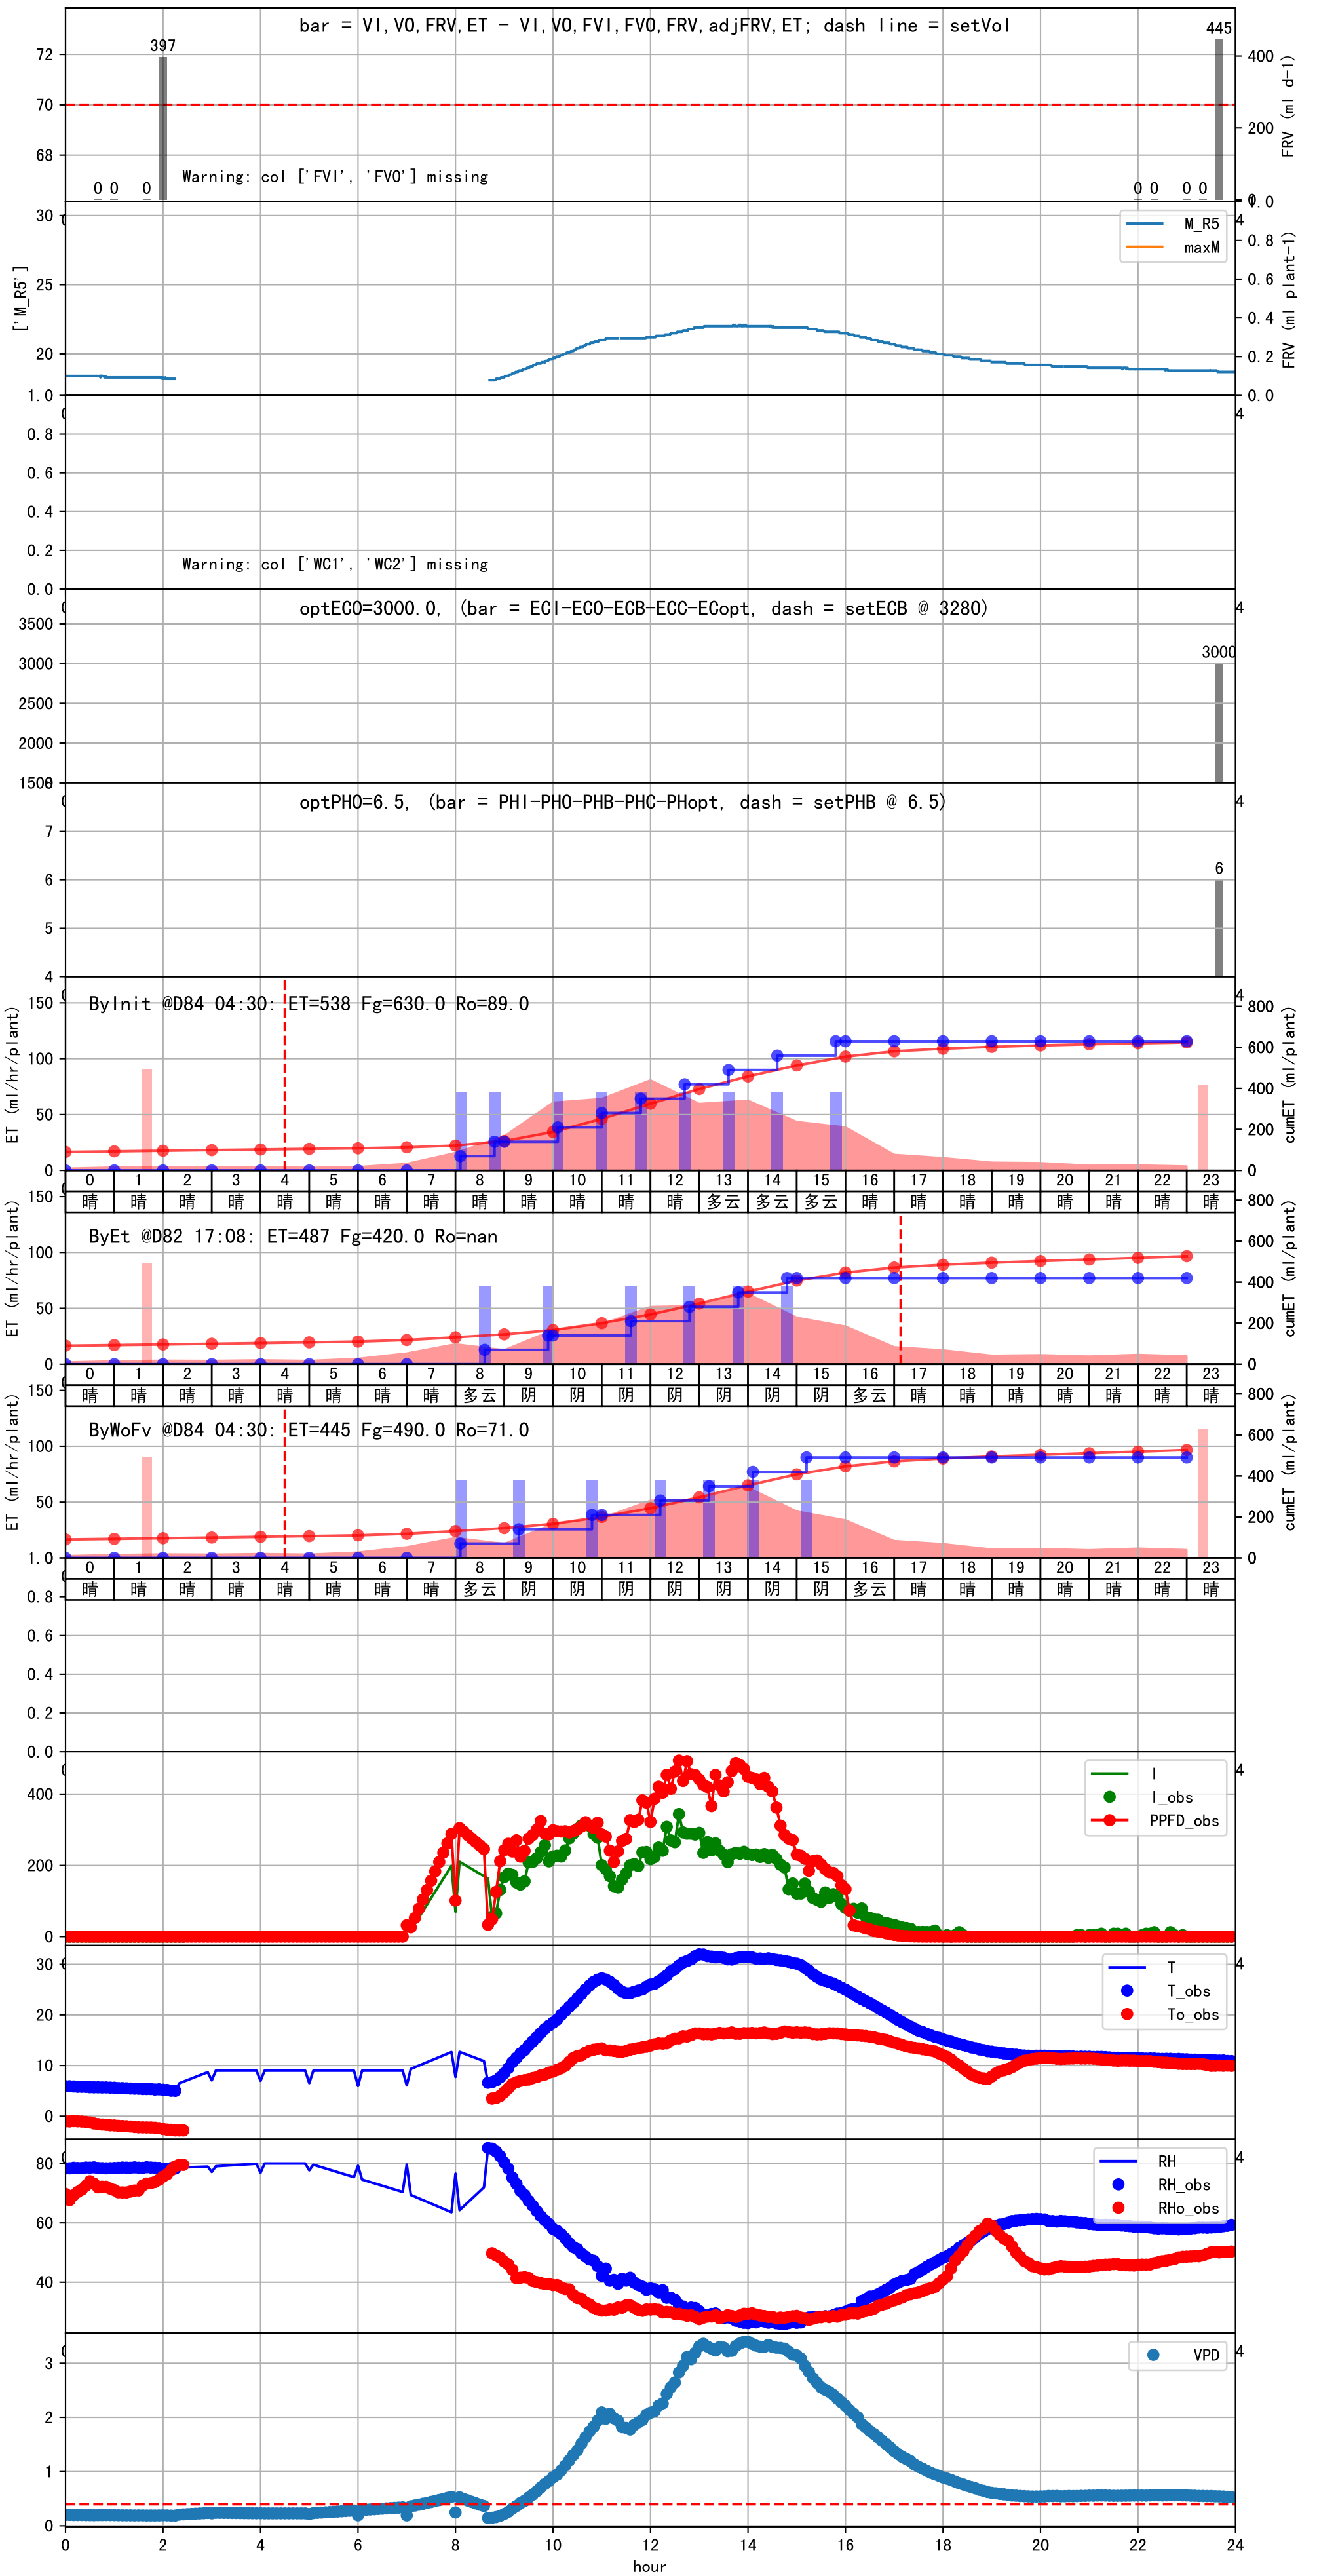 bar = VI,VO,FRV,ET - VI,VO,FVI,FVO,FRV,adjFRV,ET; dash line = setVol
397
445
72
70
68
400
200
0
FRV (ml d-1)
0 0 0
0 0 0 0
Warning: col ['FVI', 'FVO'] missing
30
25
20
['M_R5']
M_R5
maxM
1.0
0.8
0.6
0.4
0.2
0.0
FRV (ml plant-1)
1.0
0.8
0.6
0.4
0.2
0.0
Warning: col ['WC1', 'WC2'] missing
optECO=3000.0, (bar = ECI-ECO-ECB-ECC-ECopt, dash = setECB @ 3280)
3500
3000
2500
2000
1500
3000
optPHO=6.5, (bar = PHI-PHO-PHB-PHC-PHopt, dash = setPHB @ 6.5)
7
6
5
4
6
ByInit @D84 04:30: ET=538 Fg=630.0 Ro=89.0
150
100
50
0
ET (ml/hr/plant)
800
600
400
200
0
cumET (ml/plant)
0 1 2 3 4 5 6 7 8 9 10 11 12 13 14 15 16 17 18 19 20 21 22 23
晴 晴 晴 晴 晴 晴 晴 晴 晴 晴 晴 晴 晴 多云 多云 多云 晴 晴 晴 晴 晴 晴 晴 晴
ByEt @D82 17:08: ET=487 Fg=420.0 Ro=nan
150
100
50
0
ET (ml/hr/plant)
800
600
400
200
0
cumET (ml/plant)
0 1 2 3 4 5 6 7 8 9 10 11 12 13 14 15 16 17 18 19 20 21 22 23
晴 晴 晴 晴 晴 晴 晴 晴 多云 阴 阴 阴 阴 阴 阴 阴 多云 晴 晴 晴 晴 晴 晴 晴
ByWoFv @D84 04:30: ET=445 Fg=490.0 Ro=71.0
150
100
50
0
ET (ml/hr/plant)
800
600
400
200
0
cumET (ml/plant)
0 1 2 3 4 5 6 7 8 9 10 11 12 13 14 15 16 17 18 19 20 21 22 23
晴 晴 晴 晴 晴 晴 晴 晴 多云 阴 阴 阴 阴 阴 阴 阴 多云 晴 晴 晴 晴 晴 晴 晴
1.0
0.8
0.6
0.4
0.2
0.0
400
200
0
I
I_obs
PPFD_obs
30
20
10
0
T
T_obs
To_obs
80
60
40
RH
RH_obs
RHo_obs
3
2
1
0
VPD
0 2 4 6 8 10 12 14 16 18 20 22 24
hour